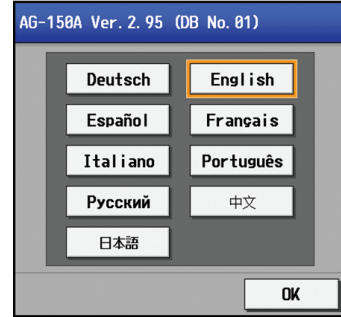 AG-150A Ver. 2. 95 (DB No. 01)
Deutsch English
Español Français
Italiano Português
Русский 中文
日本語
OK